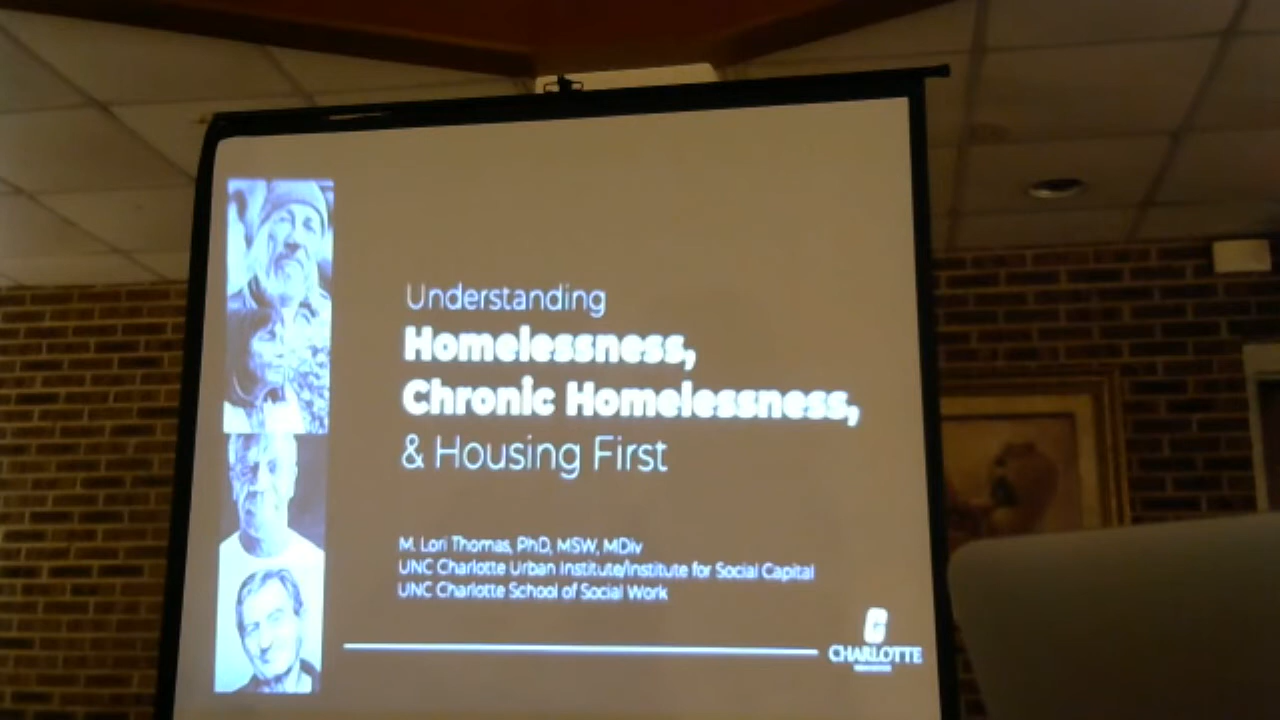 Understanding
Homelessness,
Chronic Homelessness,
& Housing First
M. Lori Thomas, PhD, MSW, MDiv
UNC Charlotte Urban Institute/Institute for Social Capital
UNC Charlotte School of Social Work
CHARLOTTE